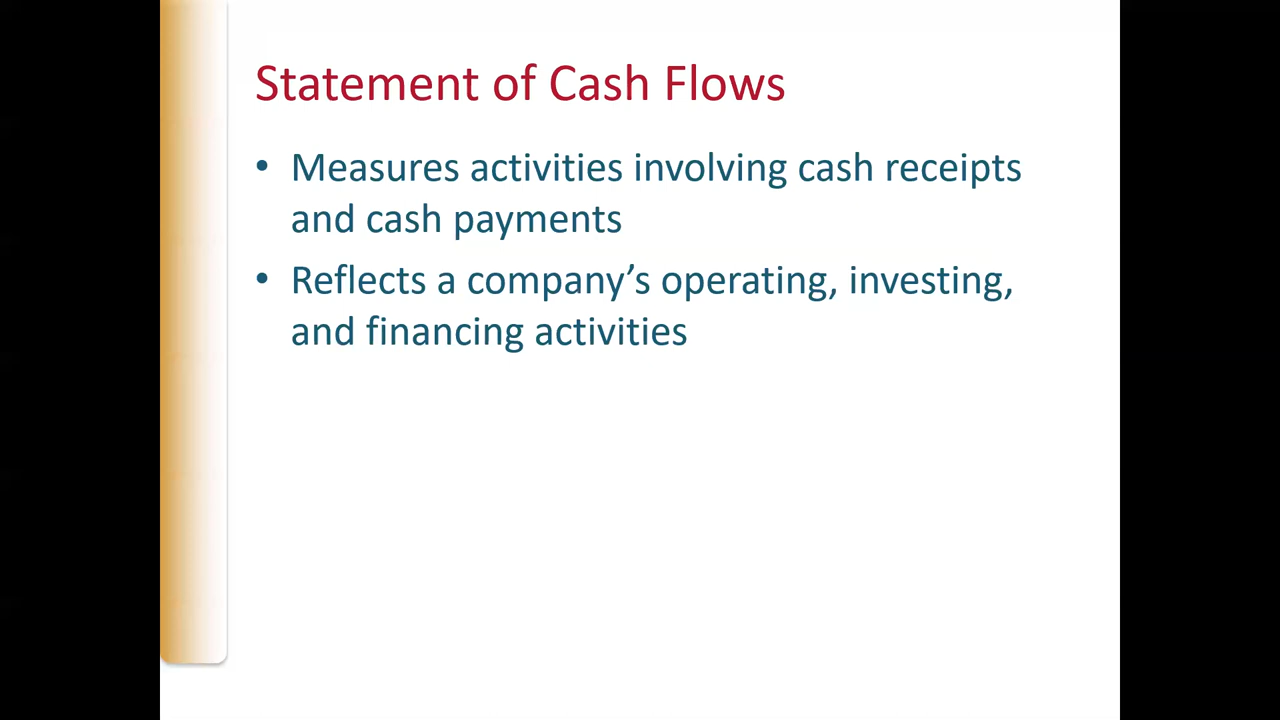 Statement of Cash Flows
• Measures activities involving cash receipts
and cash payments
• Reflects a company’s operating, investing,
and financing activities